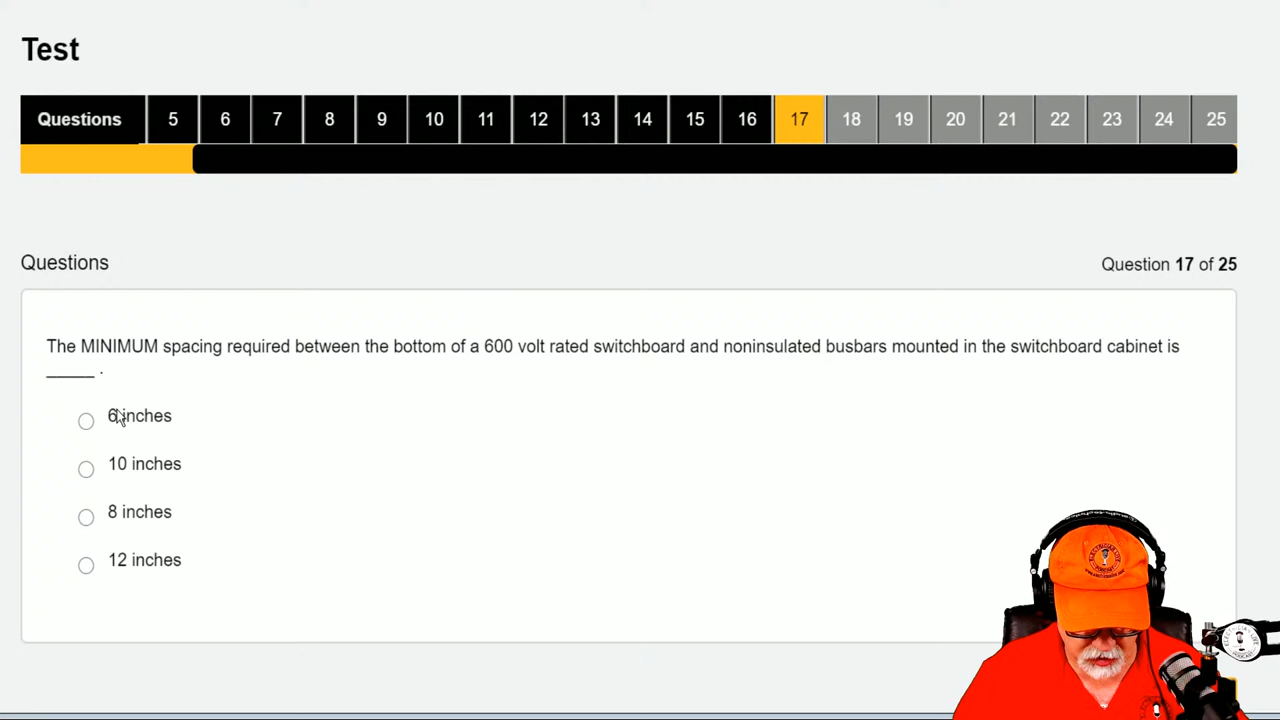 Test
Questions 5 6 7 8 9 10 11 12 13 14 15 16 17 18 19 20 21 22 23 24 25
Questions
Question 17 of 25
The MINIMUM spacing required between the bottom of a 600 volt rated switchboard and noninsulated busbars mounted in the switchboard cabinet is
_____ .
6 inches
10 inches
8 inches
12 inches